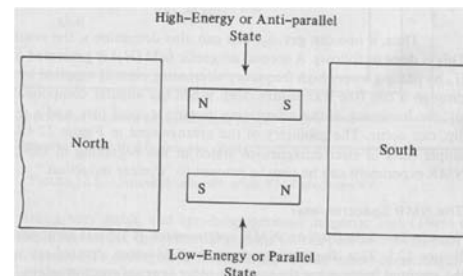 High-Energy or Anti-parallel
State
N S
North
South
S N
Low-Energy or Parallel
State